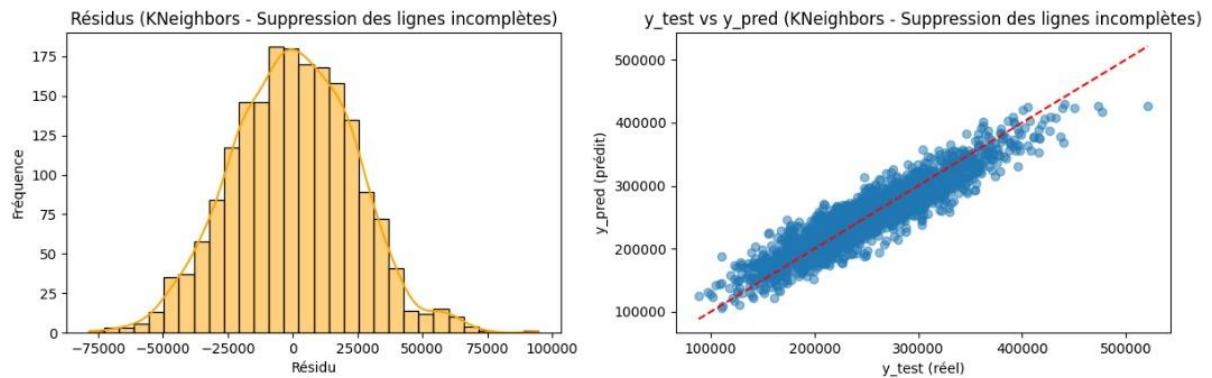 Résidus (KNeighbors - Suppression des lignes incomplètes)
Fréquence
175
150
125
100
75
50
25
0
−75000 −50000 −25000 0 25000 50000 75000 100000
Résidu
y_test vs y_pred (KNeighbors - Suppression des lignes incomplètes)
y_pred (prédit)
500000
400000
300000
200000
100000
100000 200000 300000 400000 500000
y_test (réel)